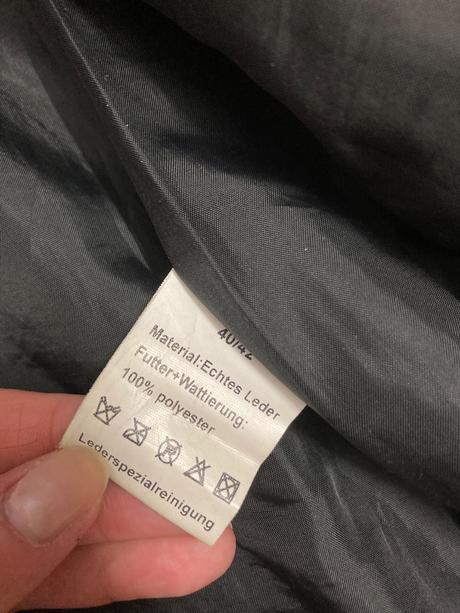 40/42
Material:Echtes Leder
Futter+Wattierung:
100% polyester
Lederspezialreinigung